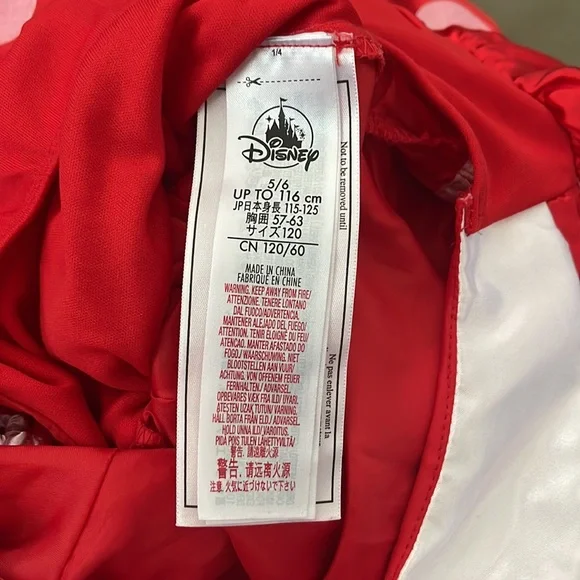 1/4
Disney
5/6
UP TO 116 cm
JP日本身長 115-125
胸囲 57-63
サイズ120
CN 120/60
MADE IN CHINA
FABRIQUÉ EN CHINE
WARNING. KEEP AWAY FROM FIRE/
ATTENZIONE. TENERE LONTANO
DAL FUOCO/ADVERTENCIA.
MANTENER ALEJADO DEL FUEGO/
ATTENTION. TENIR ÉLOIGNÉ DU FEU/
ATENCAO. MANTER AFASTADO DO
FOGO/ WAARSCHUWING. NIET
BLOOTSTELLEN AAN VUUR/
ACHTUNG. VON OFFENEM FEUER
FERNHALTEN/ ADVARSEL.
OPBEVARES VÆK FRA ILD/ UYARI.
ATEŞTEN UZAK TUTUN/ VARNING.
HÅLL BORTA FRÅN ELD./ ADVARSEL.
HOLD UNNA ILD/ VAROITUS.
PIDÄ POIS TULEN LÄHETTYVILTÄ/
警告. 請遠離火源
警告. 请远离火源
注意. 火気に近づけないで下さい
Not to be removed until
Ne pas enlever avant la